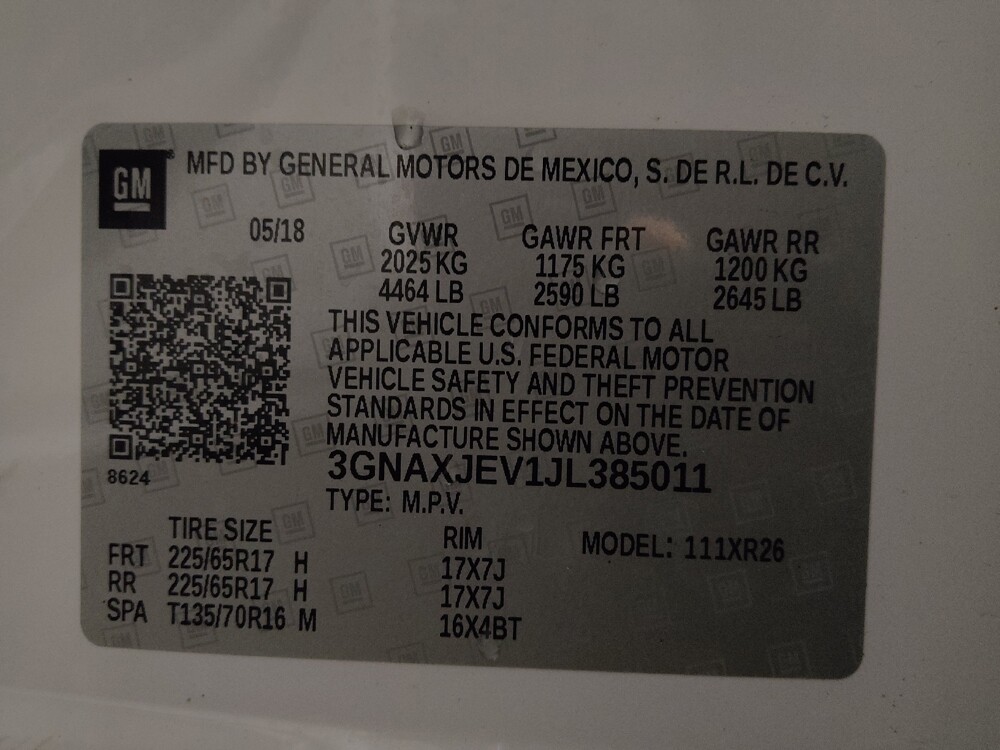 GM
MFD BY GENERAL MOTORS DE MEXICO, S. DE R.L. DE C.V.
05/18 GVWR GAWR FRT GAWR RR
2025 KG 1175 KG 1200 KG
4464 LB 2590 LB 2645 LB
THIS VEHICLE CONFORMS TO ALL
APPLICABLE U.S. FEDERAL MOTOR
VEHICLE SAFETY AND THEFT PREVENTION
STANDARDS IN EFFECT ON THE DATE OF
MANUFACTURE SHOWN ABOVE.
8624
3GNAXJEV1JL385011
TYPE: M.P.V.
TIRE SIZE RIM MODEL: 111XR26
FRT 225/65R17 H 17X7J
RR 225/65R17 H 17X7J
SPA T135/70R16 M 16X4BT